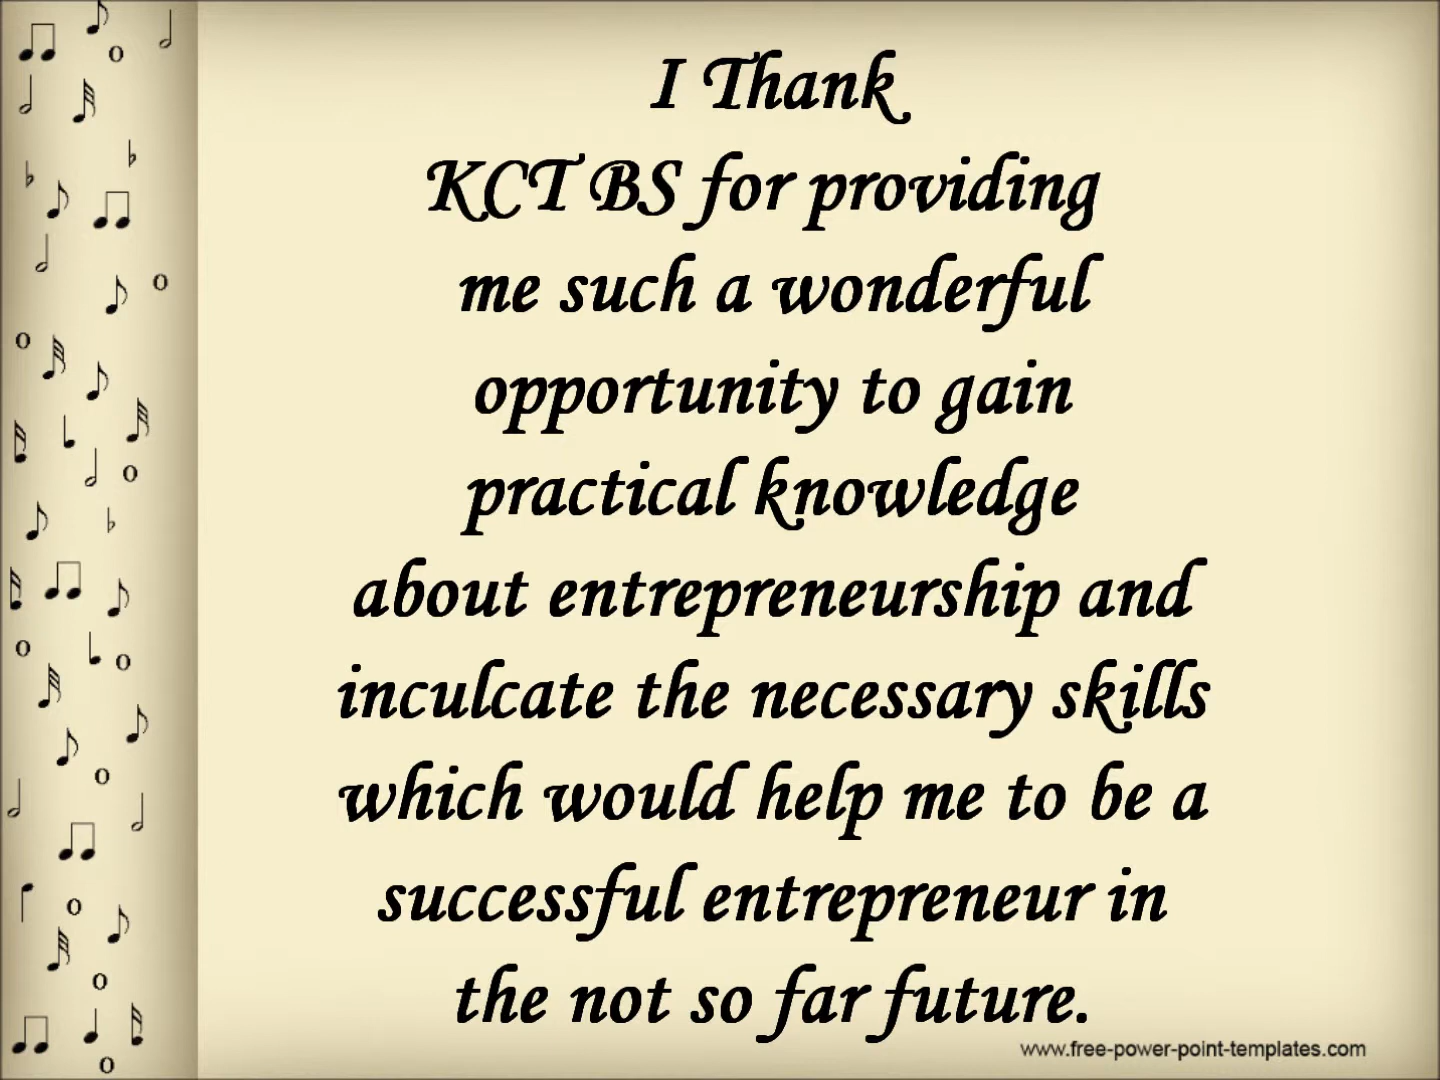 I Thank
KCT BS for providing
me such a wonderful
opportunity to gain
practical knowledge
about entrepreneurship and
inculcate the necessary skills
which would help me to be a
successful entrepreneur in
the not so far future.
www.free-power-point-templates.com